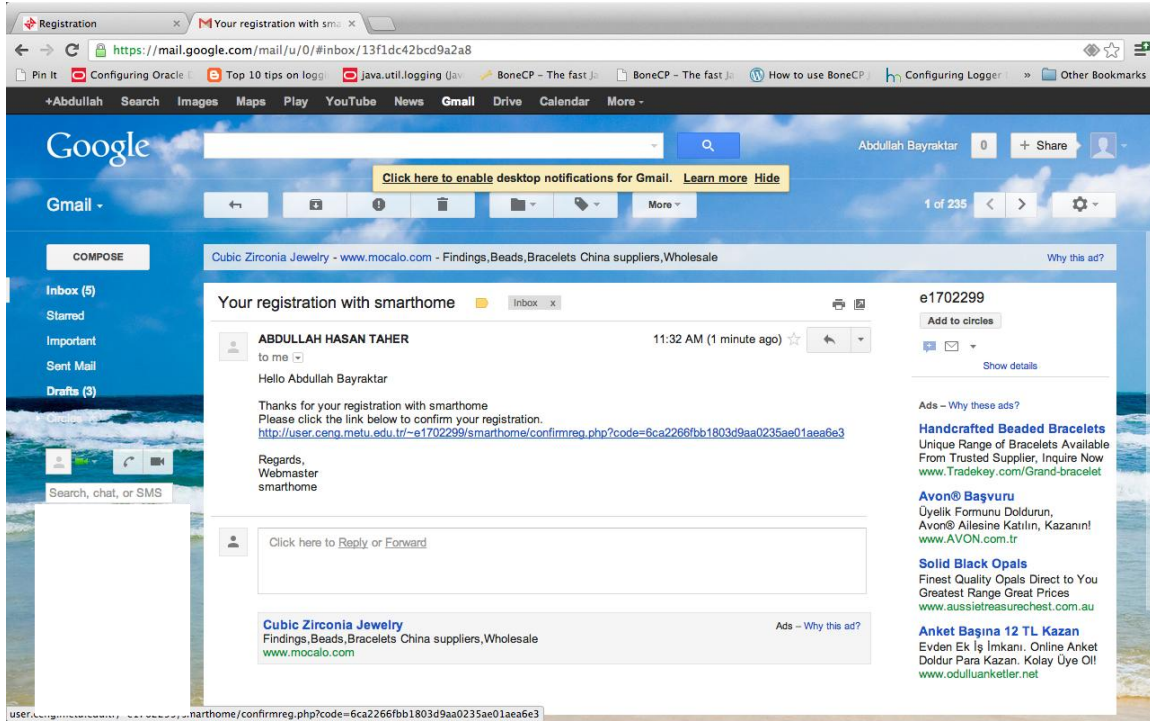 Registration
Your registration with sma
https://mail.google.com/mail/u/0/#inbox/13f1dc42bcd9a2a8
Pin It Configuring Oracle Top 10 tips on loggi java.util.logging (Jav BoneCP – The fast Ja BoneCP – The fast Ja How to use BoneCP Configuring Logger » Other Bookmarks
+Abdullah Search Images Maps Play YouTube News Gmail Drive Calendar More
Google
Abdullah Bayraktar 0 + Share
Click here to enable desktop notifications for Gmail. Learn more Hide
Gmail
More
1 of 235
COMPOSE
Cubic Zirconia Jewelry - www.mocalo.com - Findings,Beads,Bracelets China suppliers,Wholesale
Why this ad?
Inbox (5)
Starred
Important
Sent Mail
Drafts (3)
Circles
Search, chat, or SMS
Your registration with smarthome Inbox x
ABDULLAH HASAN TAHER 11:32 AM (1 minute ago)
to me
Hello Abdullah Bayraktar
Thanks for your registration with smarthome
Please click the link below to confirm your registration.
http://user.ceng.metu.edu.tr/~e1702299/smarthome/confirmreg.php?code=6ca2266fbb1803d9aa0235ae01aea6e3
Regards,
Webmaster
smarthome
Click here to Reply or Forward
Cubic Zirconia Jewelry
Ads – Why this ad?
Findings,Beads,Bracelets China suppliers,Wholesale
www.mocalo.com
e1702299
Add to circles
Show details
Ads – Why these ads?
Handcrafted Beaded Bracelets
Unique Range of Bracelets Available
From Trusted Supplier, Inquire Now
www.Tradekey.com/Grand-bracelet
Avon® Başvuru
Üyelik Formunu Doldurun,
Avon® Ailesine Katılın, Kazanın!
www.AVON.com.tr
Solid Black Opals
Finest Quality Opals Direct to You
Greatest Range Great Prices
www.aussietreasurechest.com.au
Anket Başına 12 TL Kazan
Evden Ek İş İmkanı. Online Anket
Doldur Para Kazan. Kolay Üye Ol!
www.odulluanketler.net
marthome/confirmreg.php?code=6ca2266fbb1803d9aa0235ae01aea6e3